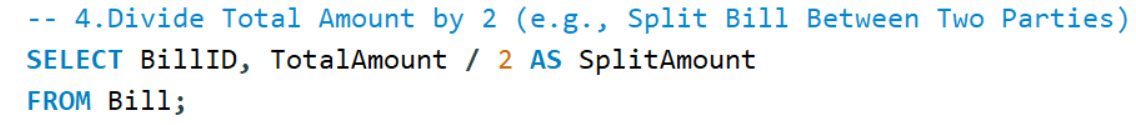 -- 4.Divide Total Amount by 2 (e.g., Split Bill Between Two Parties)
SELECT BillID, TotalAmount / 2 AS SplitAmount
FROM Bill;